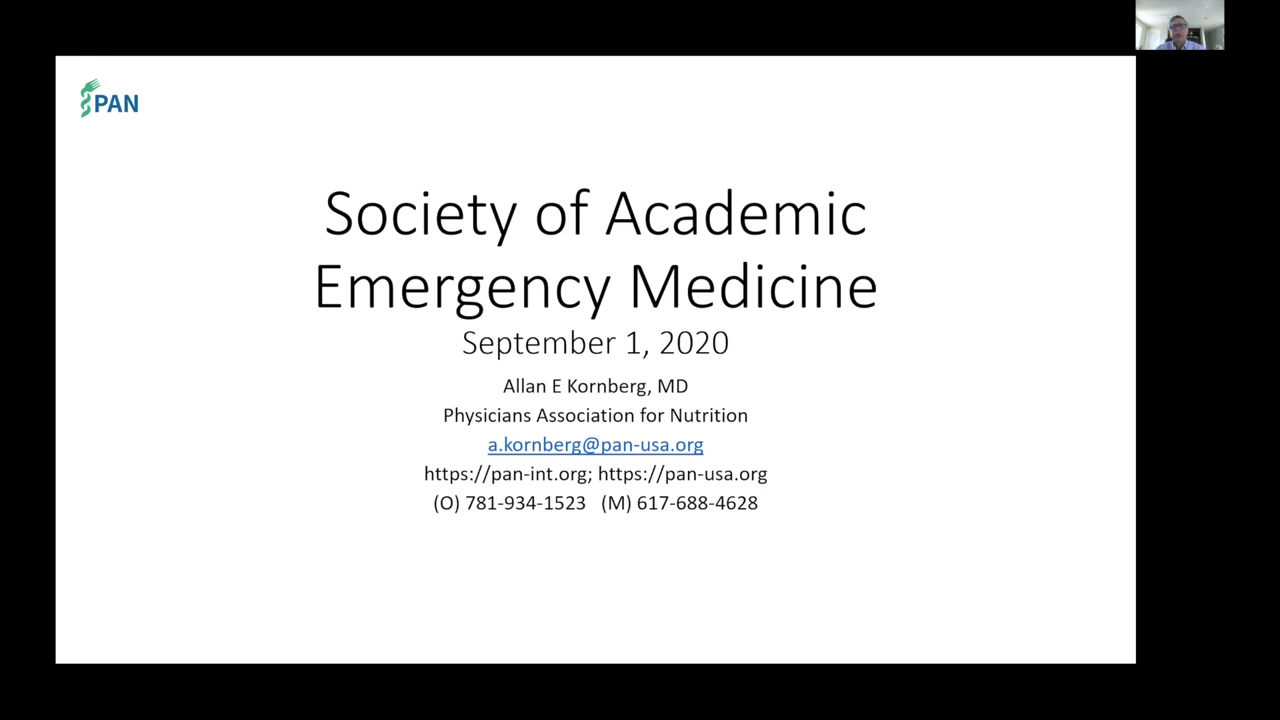 PAN
Society of Academic
Emergency Medicine
September 1, 2020
Allan E Kornberg, MD
Physicians Association for Nutrition
a.kornberg@pan-usa.org
https://pan-int.org; https://pan-usa.org
(O) 781-934-1523 (M) 617-688-4628